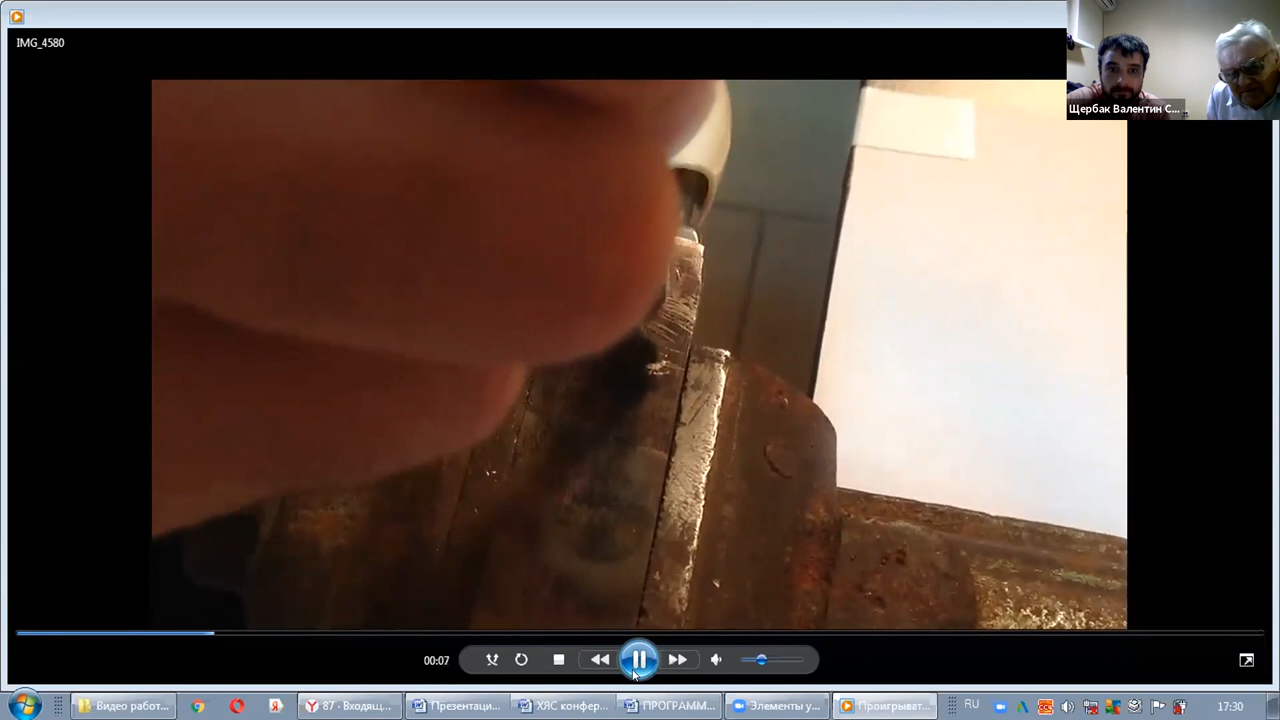 IMG_4580
Щербак Валентин С...
00:07
Видео работ...
87 · Входящ...
Презентаци...
ХЯС конфер...
ПРОГРАММ...
Элементы у...
Проигрыват...
RU
17:30